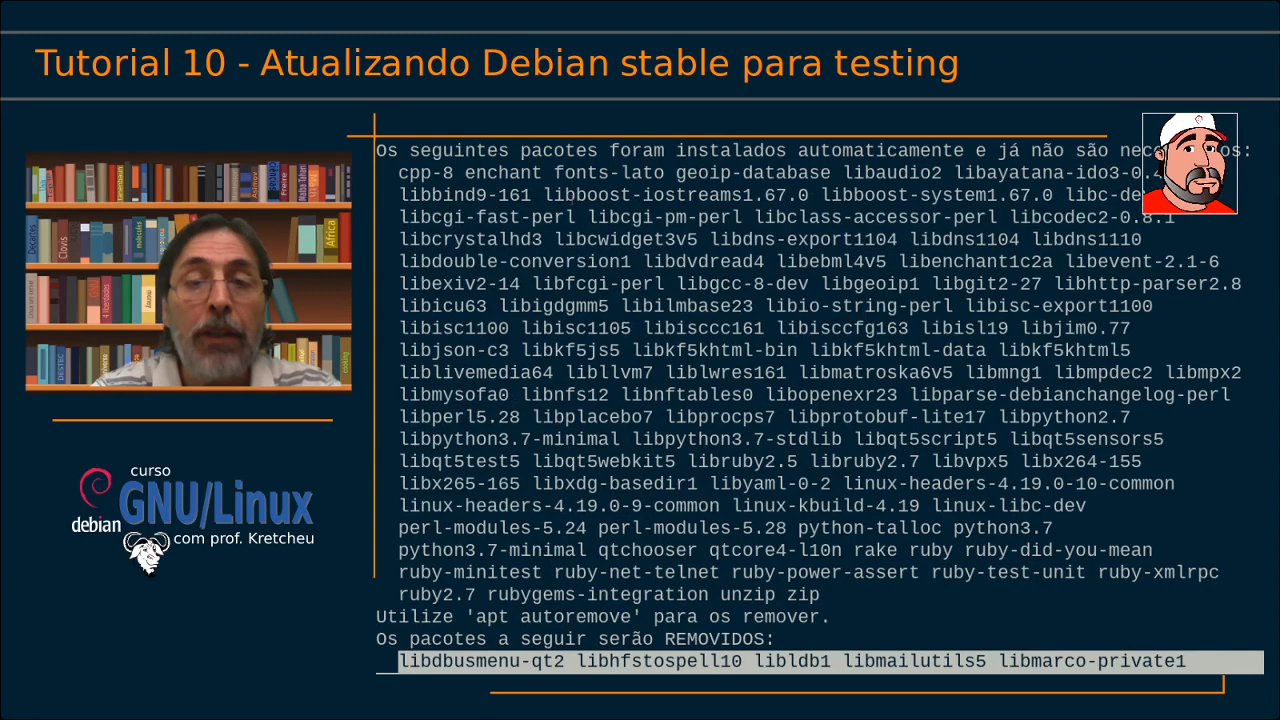 Tutorial 10 - Atualizando Debian stable para testing
Os seguintes pacotes foram instalados automaticamente e já não são
cpp-8 enchant fonts-lato geoip-database libaudio2
libbind9-161 libboost-iostreams1.67.0 libboost-system1.67.0
libcgi-fast-perl libcgi-pm-perl libclass-accessor-perl libcodec2-0.8.1
libcrystalhd3 libcwidget3v5 libdns-export1104 libdns1104 libdns1110
libdouble-conversion1 libdvdread4 libebml4v5 libenchant1c2a libevent-2.1-6
libexiv2-14 libfcgi-perl libgcc-8-dev libgeoip1 libgit2-27 libhttp-parser2.8
libicu63 libigdgmm5 libilmbase23 libio-string-perl libisc-export1100
libisc1100 libisc1105 libisccc161 libisccfg163 libisl19 libjim0.77
libjson-c3 libkf5js5 libkf5khtml-bin libkf5khtml-data libkf5khtml5
liblivemedia64 libllvm7 liblwres161 libmatroska6v5 libmng1 libmpdec2 libmpx2
libmysofa0 libnfs12 libnftables0 libopenexr23 libparse-debianchangelog-perl
libperl5.28 libplacebo7 libprocps7 libprotobuf-lite17 libpython2.7
libpython3.7-minimal libpython3.7-stdlib libqt5script5 libqt5sensors5
libqt5test5 libqt5webkit5 libruby2.5 libruby2.7 libvpx5 libx264-155
libx265-165 libxdg-basedir1 libyaml-0-2 linux-headers-4.19.0-10-common
linux-headers-4.19.0-9-common linux-kbuild-4.19 linux-libc-dev
perl-modules-5.24 perl-modules-5.28 python-talloc python3.7
python3.7-minimal qtchooser qtcore4-l10n rake ruby ruby-did-you-mean
ruby-minitest ruby-net-telnet ruby-power-assert ruby-test-unit ruby-xmlrpc
ruby2.7 rubygems-integration unzip zip
Utilize 'apt autoremove' para os remover.
Os pacotes a seguir serão REMOVIDOS:
libdbusmenu-qt2 libhfstospell10 libldb1 libmailutils5 libmarco-private1
Clovis
Freire
África
GNU
curso
debian GNU/Linux
com prof. Kretcheu